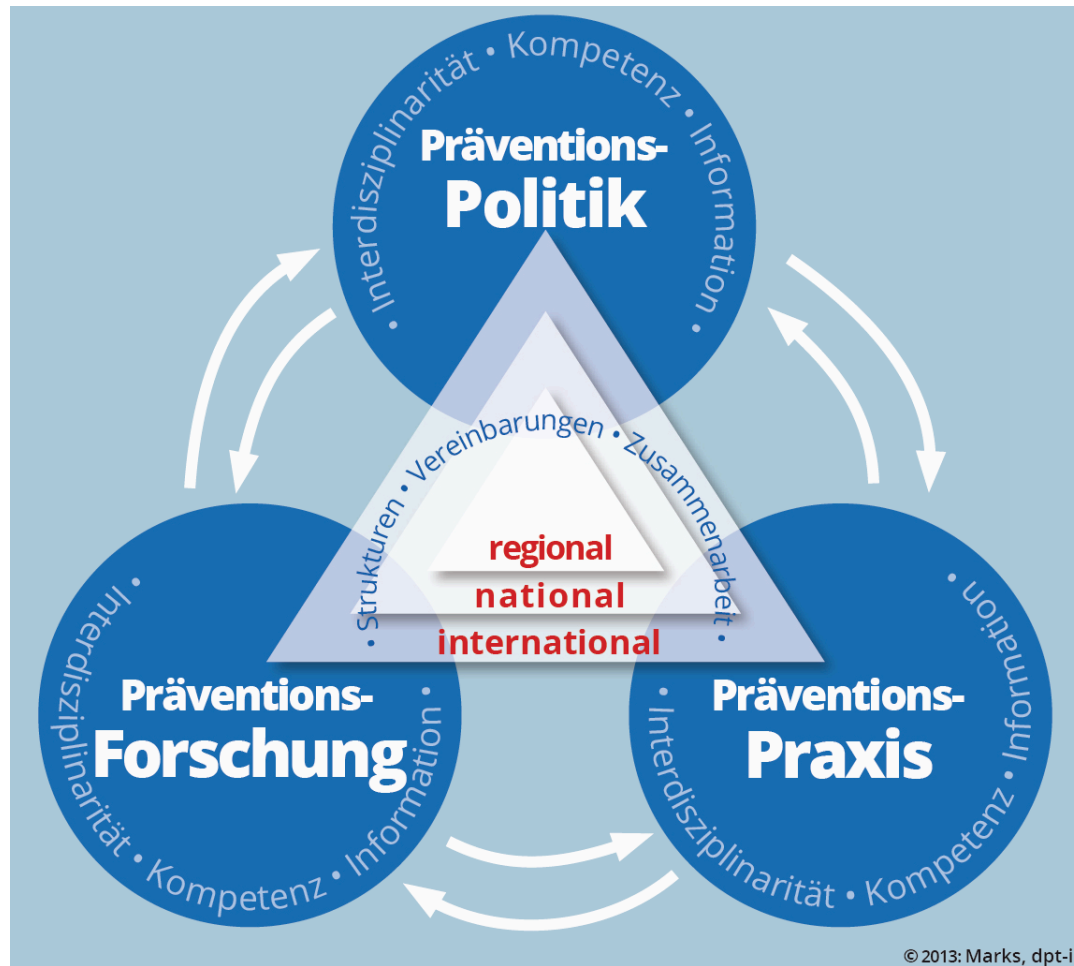 • Interdisziplinarität • Kompetenz • Information •
Präventions-
Politik
• Strukturen • Vereinbarungen • Zusammenarbeit •
regional
national
international
• Interdisziplinarität • Kompetenz • Information •
Präventions-
Forschung
• Interdisziplinarität • Kompetenz • Information •
Präventions-
Praxis
© 2013: Marks, dpt-i